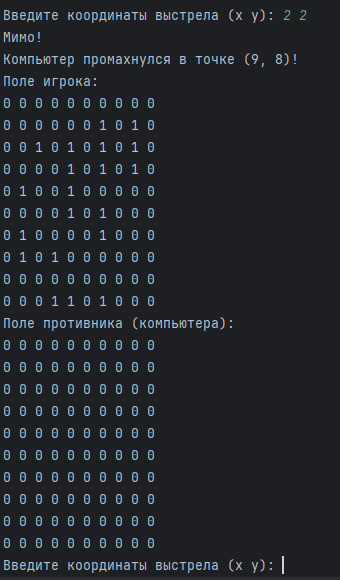 Введите координаты выстрела (x y): 2 2
Мимо!
Компьютер промахнулся в точке (9, 8)!
Поле игрока:
0 0 0 0 0 0 0 0 0 0
0 0 0 0 0 0 1 0 1 0
0 0 1 0 1 0 1 0 1 0
0 0 0 0 1 0 1 0 1 0
0 1 0 0 1 0 0 0 0 0
0 0 0 0 1 0 1 0 0 0
0 1 0 0 0 0 1 0 0 0
0 1 0 1 0 0 0 0 0 0
0 0 0 0 0 0 0 0 0 0
0 0 0 1 1 0 1 0 0 0
Поле противника (компьютера):
0 0 0 0 0 0 0 0 0 0
0 0 0 0 0 0 0 0 0 0
0 0 0 0 0 0 0 0 0 0
0 0 0 0 0 0 0 0 0 0
0 0 0 0 0 0 0 0 0 0
0 0 0 0 0 0 0 0 0 0
0 0 0 0 0 0 0 0 0 0
0 0 0 0 0 0 0 0 0 0
0 0 0 0 0 0 0 0 0 0
0 0 0 0 0 0 0 0 0 0
Введите координаты выстрела (x y):